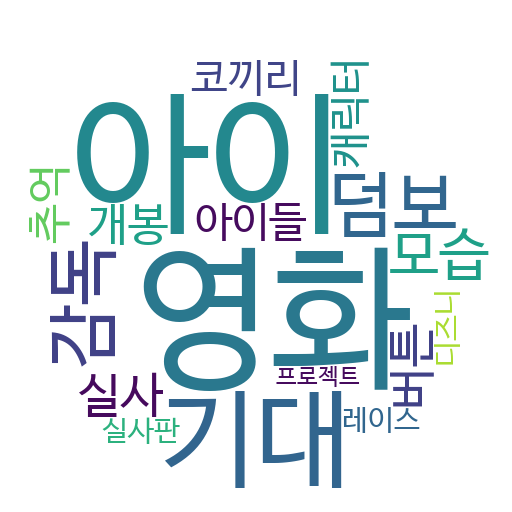 코끼리
캐릭터
아이
추억
개봉
아이들
덤보
모습
감독
영화
디즈니
버튼
실사
프로젝트
기대
레이스
실사판